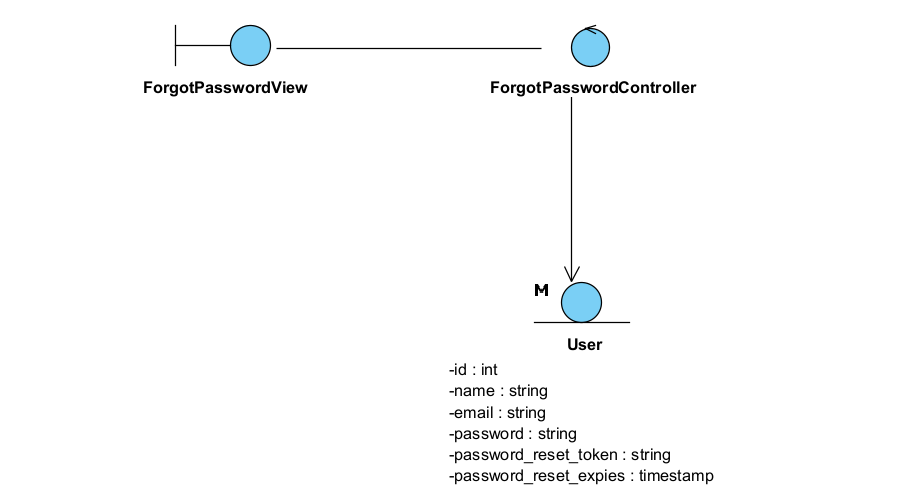 ForgotPasswordView
ForgotPasswordController
M
User
-id : int
-name : string
-email : string
-password : string
-password_reset_token : string
-password_reset_expies : timestamp